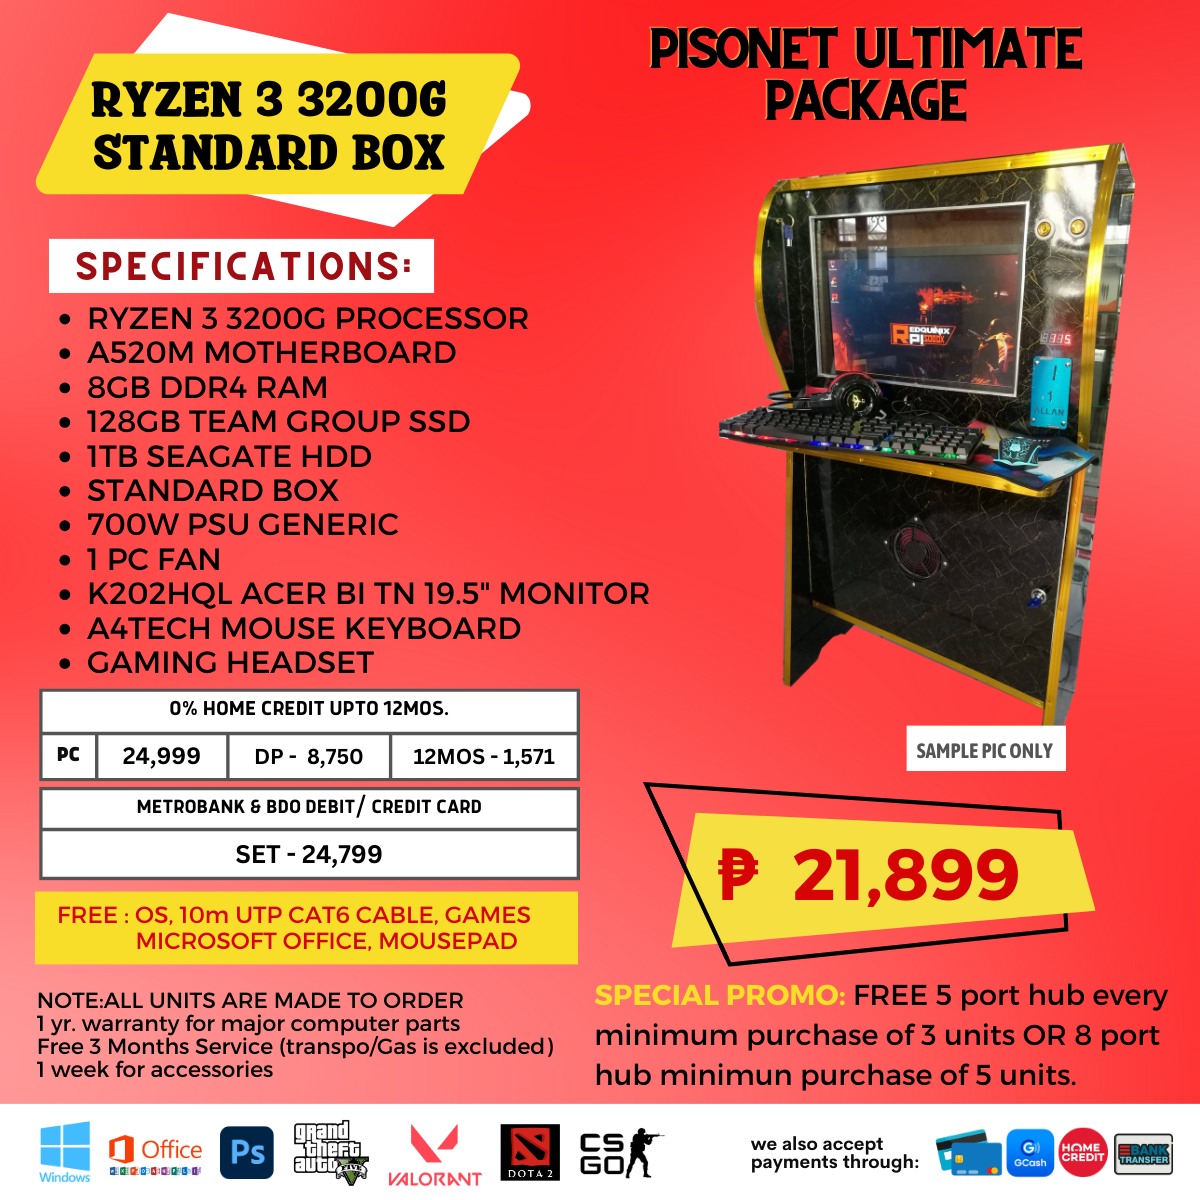 RYZEN 3 3200G
STANDARD BOX
PISONET ULTIMATE
PACKAGE
SPECIFICATIONS:
• RYZEN 3 3200G PROCESSOR
• A520M MOTHERBOARD
• 8GB DDR4 RAM
• 128GB TEAM GROUP SSD
• 1TB SEAGATE HDD
• STANDARD BOX
• 700W PSU GENERIC
• 1 PC FAN
• K202HQL ACER BI TN 19.5" MONITOR
• A4TECH MOUSE KEYBOARD
• GAMING HEADSET
REDQUINIX
ALLAN
SAMPLE PIC ONLY
0% HOME CREDIT UPTO 12MOS.
PC 24,999 DP - 8,750 12MOS - 1,571
METROBANK & BDO DEBIT/ CREDIT CARD
SET - 24,799
₱ 21,899
FREE : OS, 10m UTP CAT6 CABLE, GAMES
MICROSOFT OFFICE, MOUSEPAD
NOTE:ALL UNITS ARE MADE TO ORDER
1 yr. warranty for major computer parts
Free 3 Months Service (transpo/Gas is excluded)
1 week for accessories
SPECIAL PROMO: FREE 5 port hub every
minimum purchase of 3 units OR 8 port
hub minimun purchase of 5 units.
Windows
Office
Ps
grand
theft
auto
FIVE
VALORANT
DOTA 2
CS
GO
we also accept
payments through:
G)
GCash
HOME
CREDIT
BANK
TRANSFER